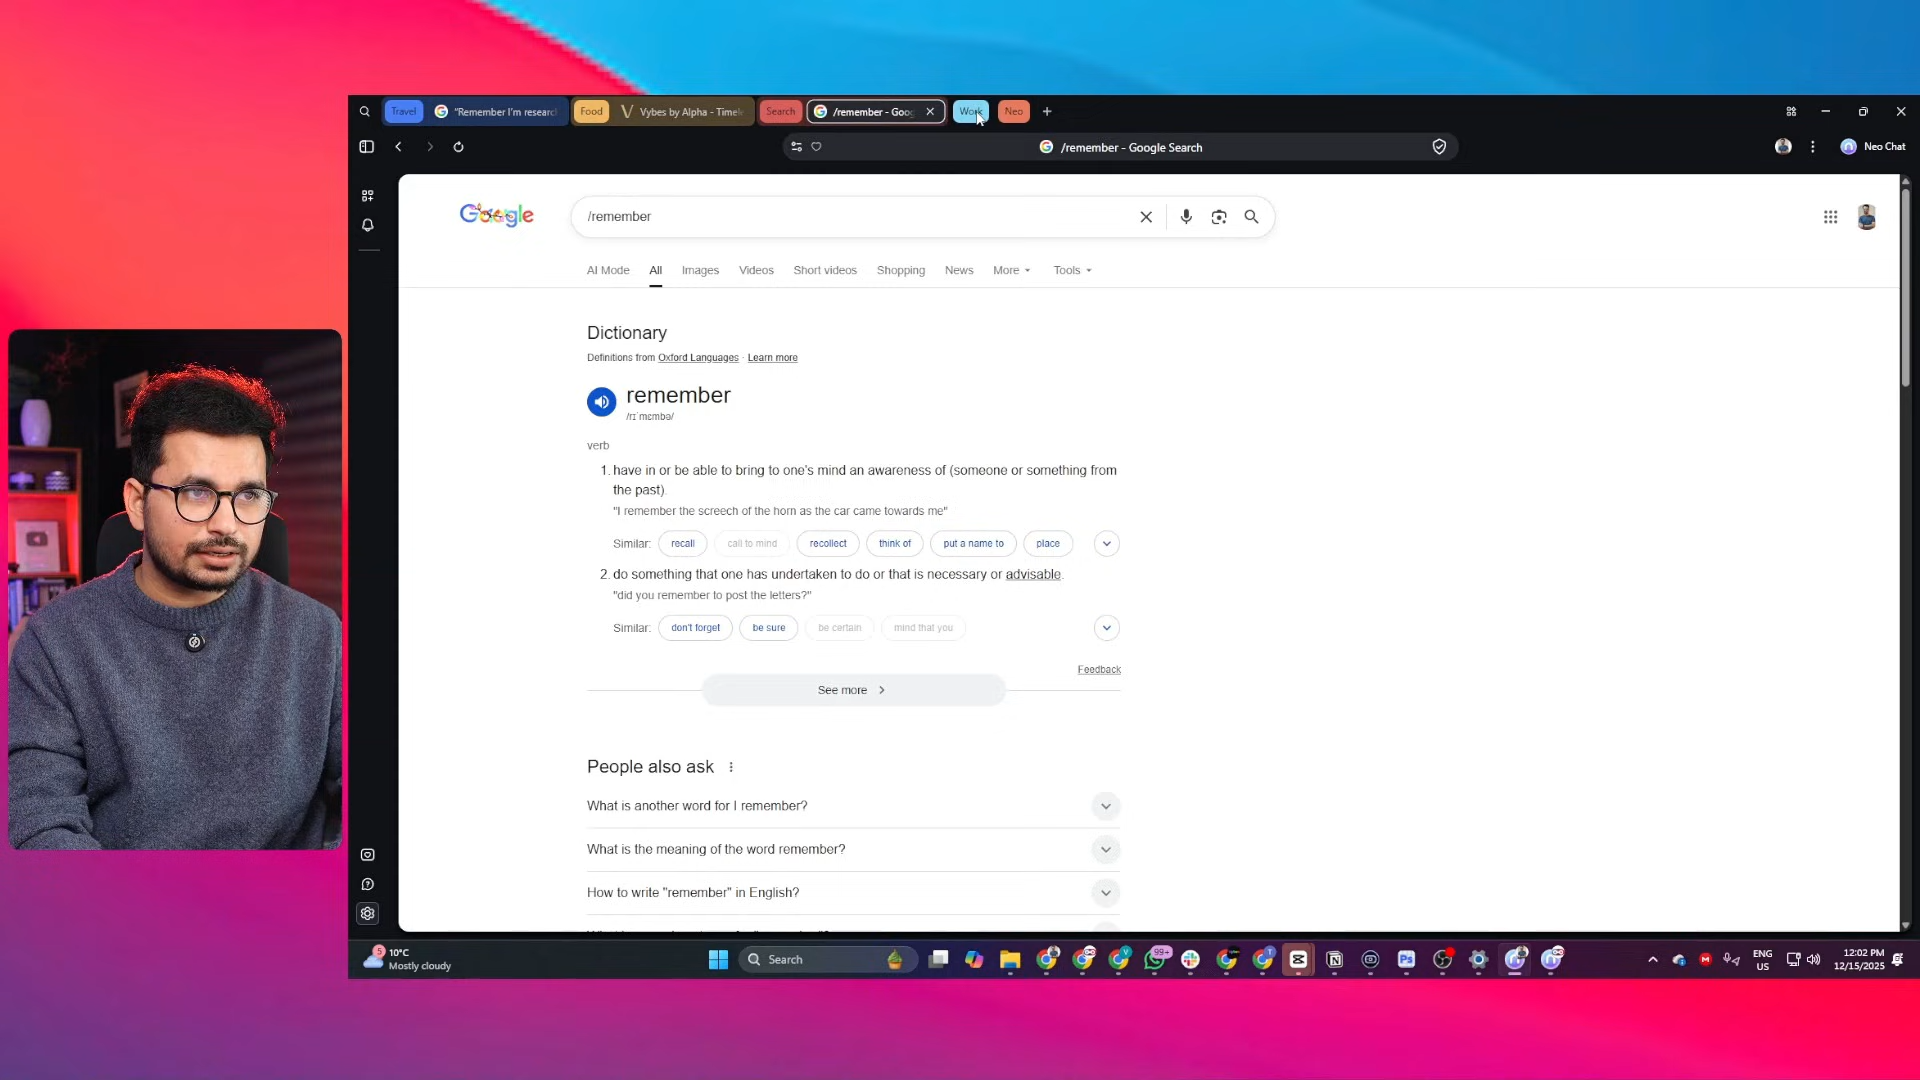 Travel "Remember I'm researc Food Vybes by Alpha - Time Search /remember - Goo Work Neo
/remember - Google Search Neo Chat
Google /remember
AI Mode All Images Videos Short videos Shopping News More Tools
Dictionary
Definitions from Oxford Languages · Learn more
remember
/rɪˈmɛmbə/
verb
1. have in or be able to bring to one's mind an awareness of (someone or something from
the past).
"I remember the screech of the horn as the car came towards me"
Similar: recall call to mind recollect think of put a name to place
2. do something that one has undertaken to do or that is necessary or advisable.
"did you remember to post the letters?"
Similar: don't forget be sure be certain mind that you
Feedback
See more
People also ask
What is another word for I remember?
What is the meaning of the word remember?
How to write "remember" in English?
5 10°C
Mostly cloudy
Search
99+
ENG
US
12:02 PM
12/15/2025